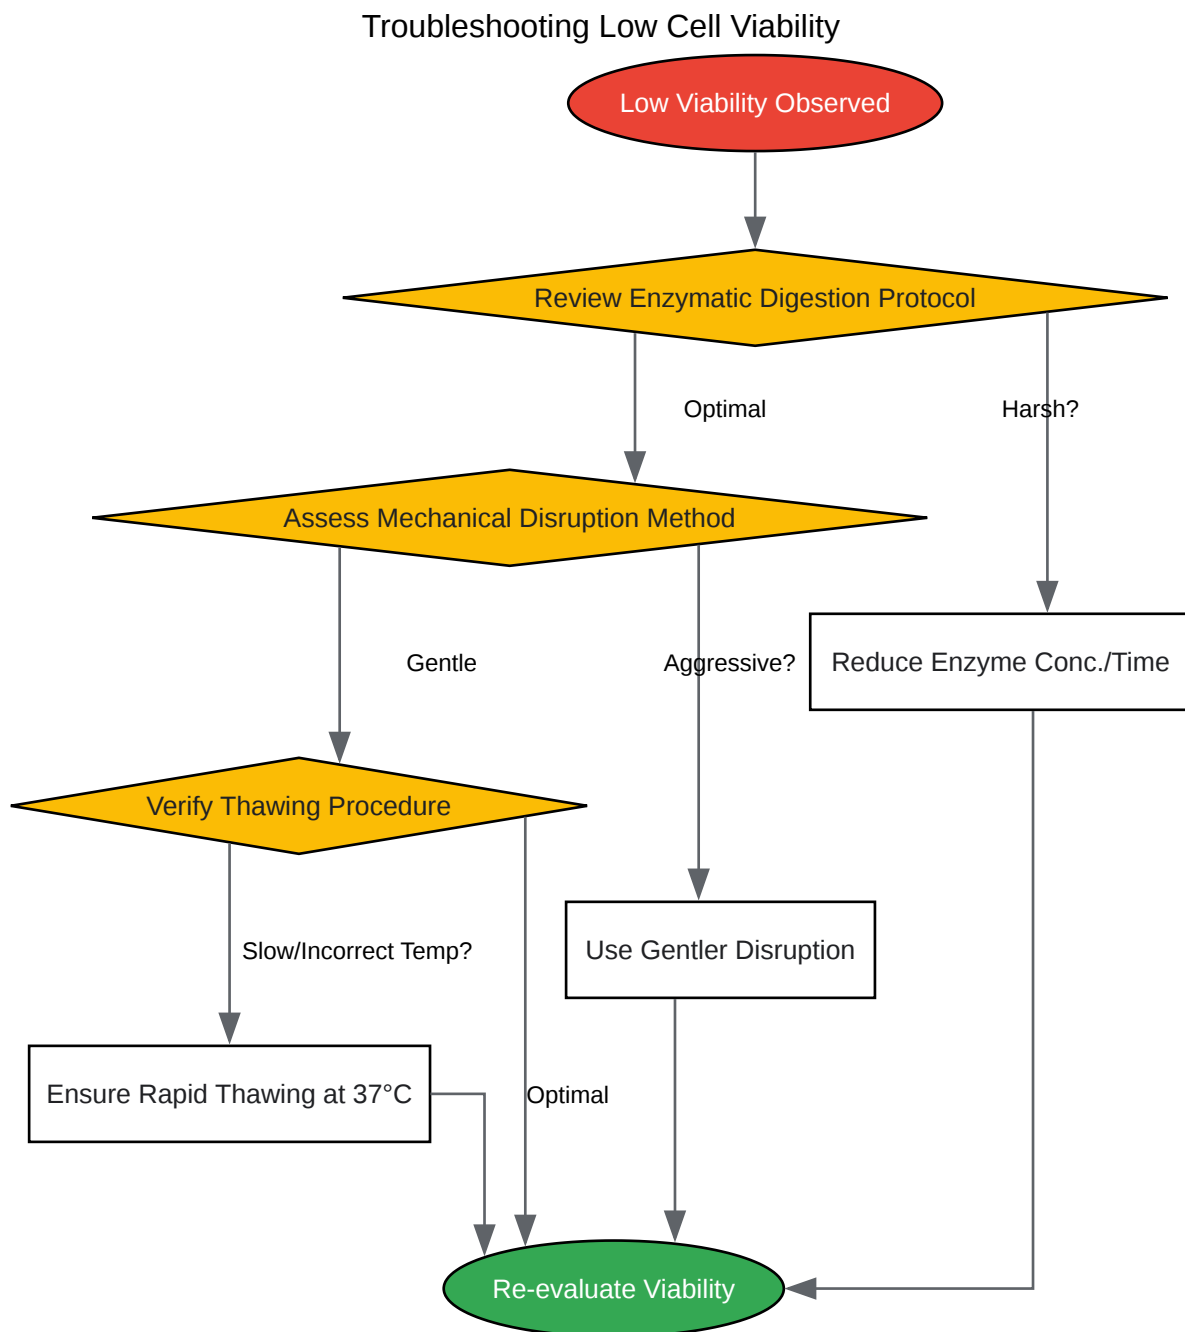 Troubleshooting Low Cell Viability
Low Viability Observed
Review Enzymatic Digestion Protocol
Optimal
Harsh?
Assess Mechanical Disruption Method
Gentle
Aggressive?
Reduce Enzyme Conc./Time
Verify Thawing Procedure
Slow/Incorrect Temp?
Use Gentler Disruption
Ensure Rapid Thawing at 37°C
Optimal
Re-evaluate Viability